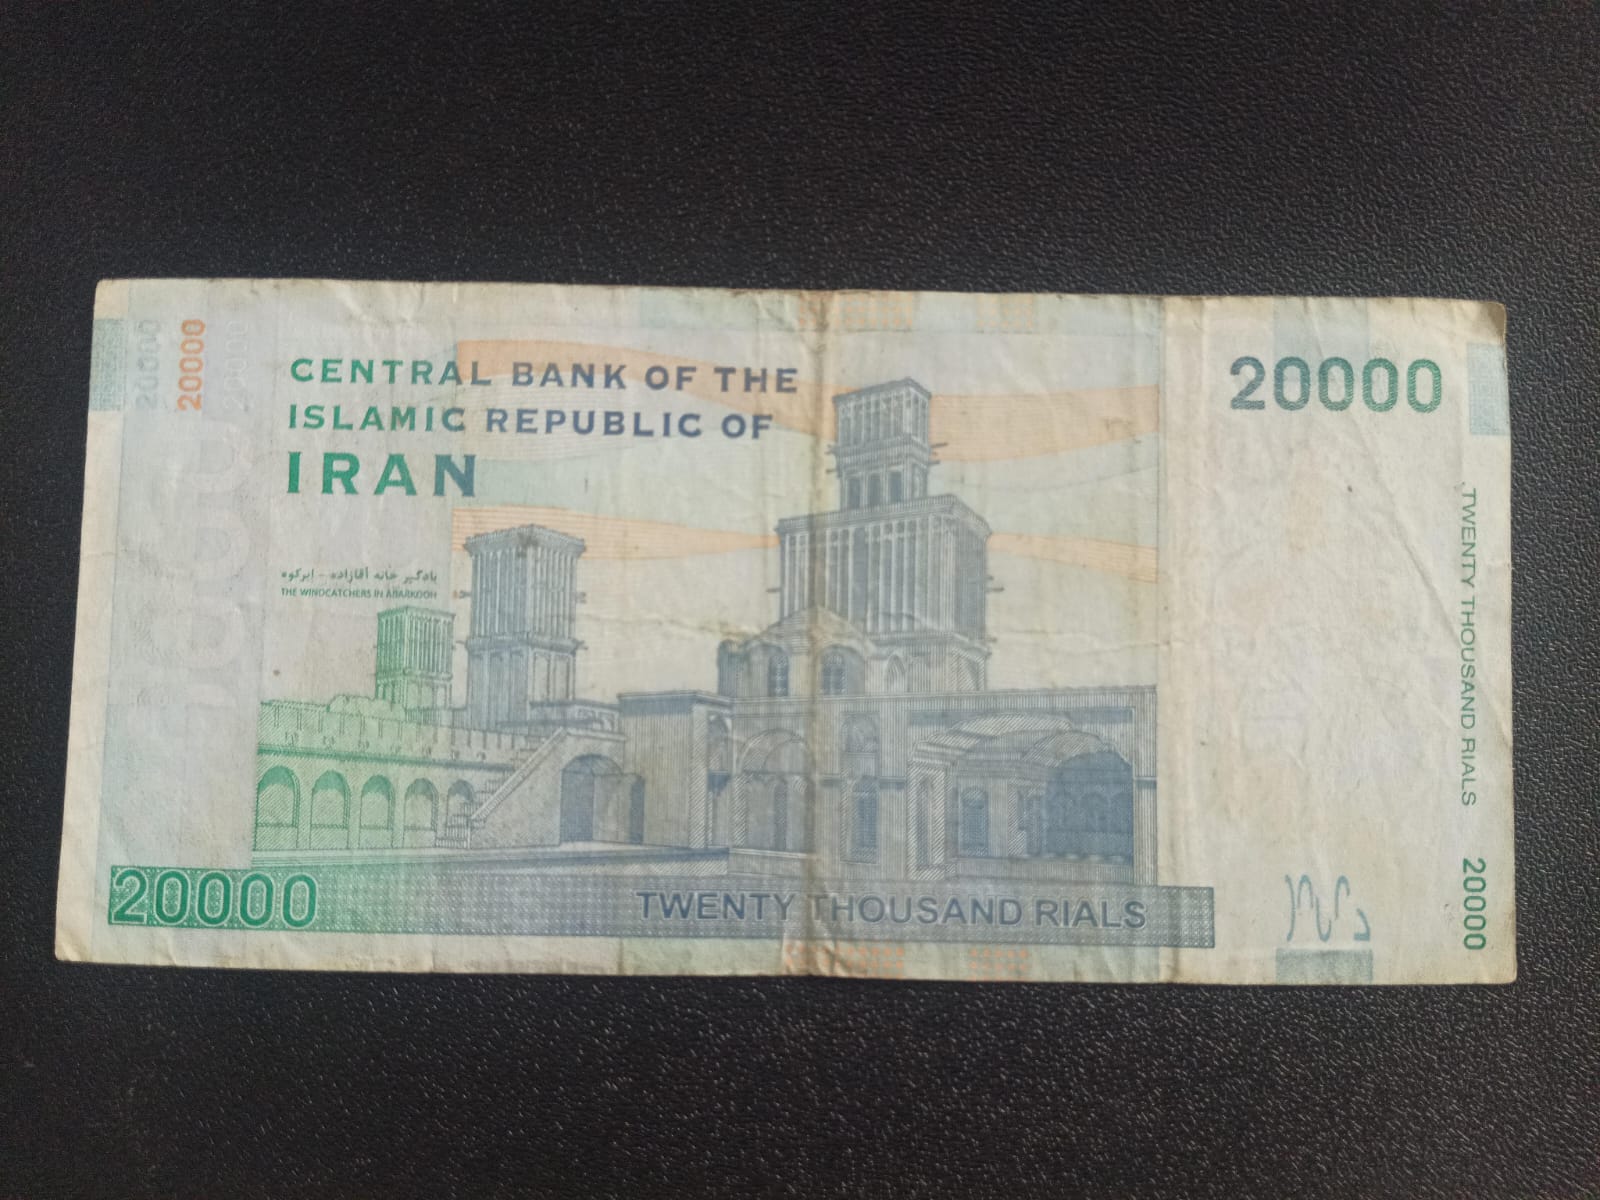 20000
20000
20000
CENTRAL BANK OF THE
ISLAMIC REPUBLIC OF
IRAN
بادگیر خانه آقازاده - ابرکوه
THE WINDCATCHERS IN ABARKOOH
20000
TWENTY THOUSAND RIALS
20000
TWENTY THOUSAND RIALS
20000